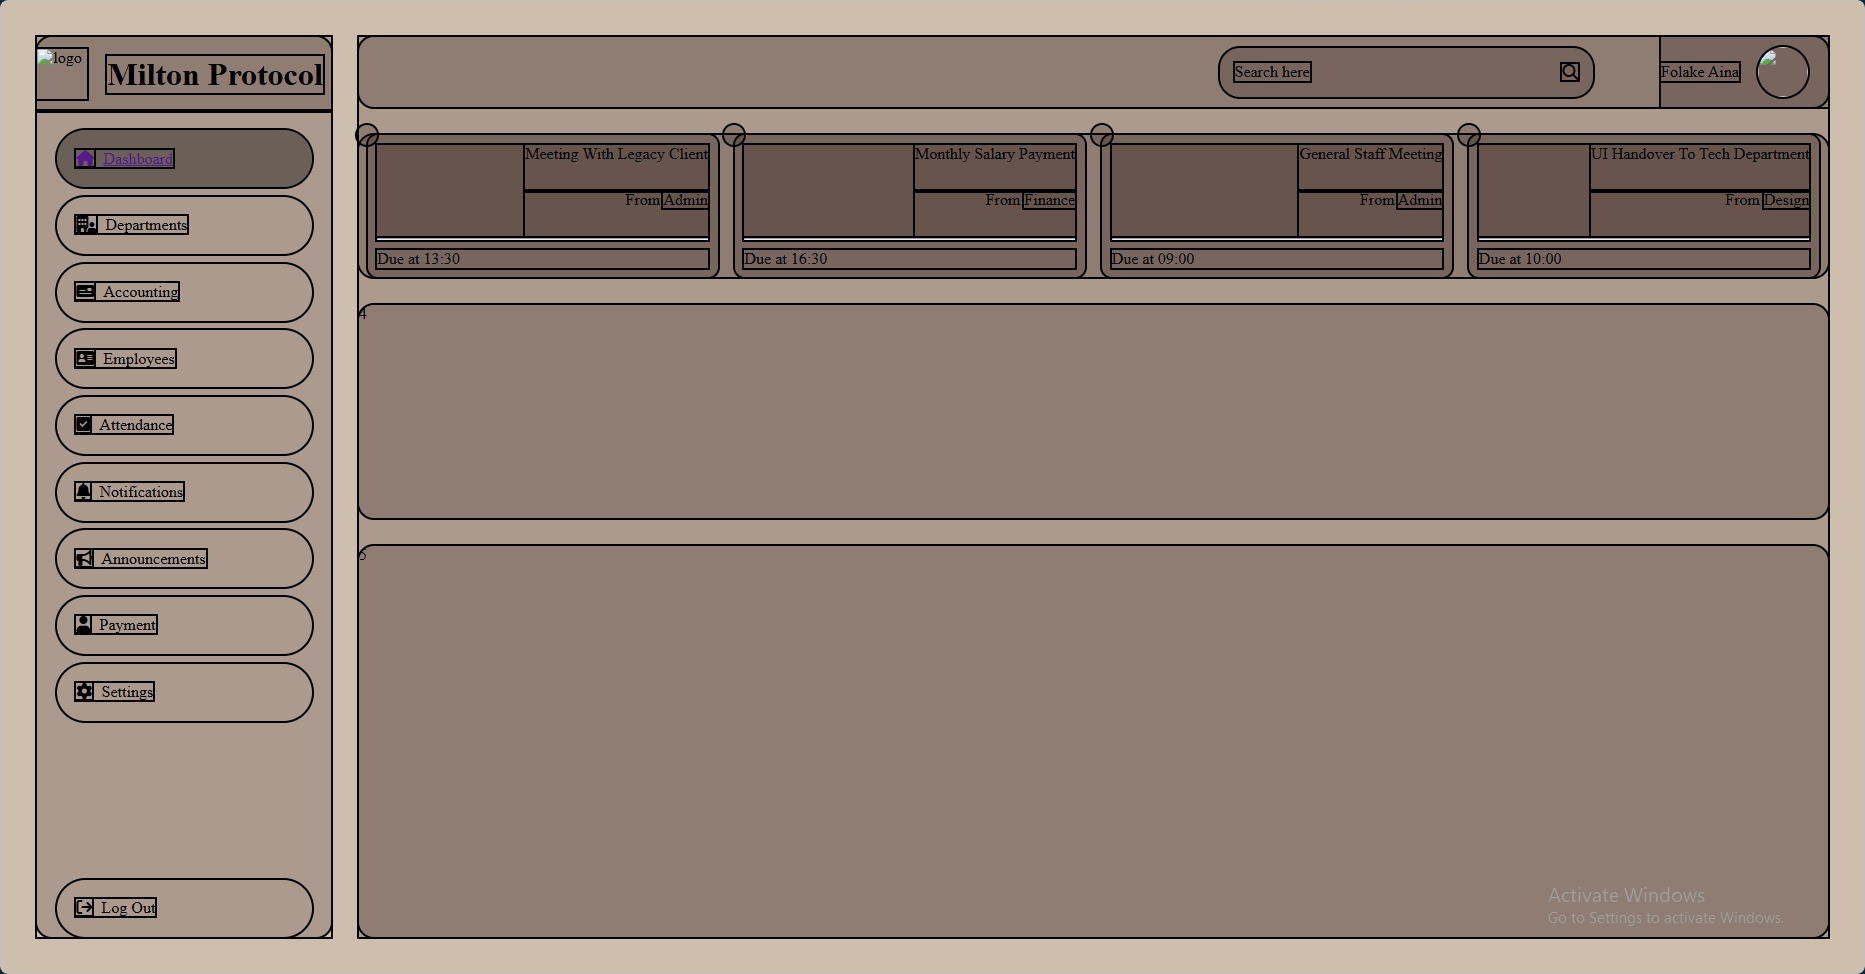 logo
Milton Protocol
Search here
Folake Aina
Dashboard
Departments
Accounting
Employees
Attendance
Notifications
Announcements
Payment
Settings
Log Out
Meeting With Legacy Client
From Admin
Due at 13:30
Monthly Salary Payment
From Finance
Due at 16:30
General Staff Meeting
From Admin
Due at 09:00
UI Handover To Tech Department
From Design
Due at 10:00
4
5
Activate Windows
Go to Settings to activate Windows.